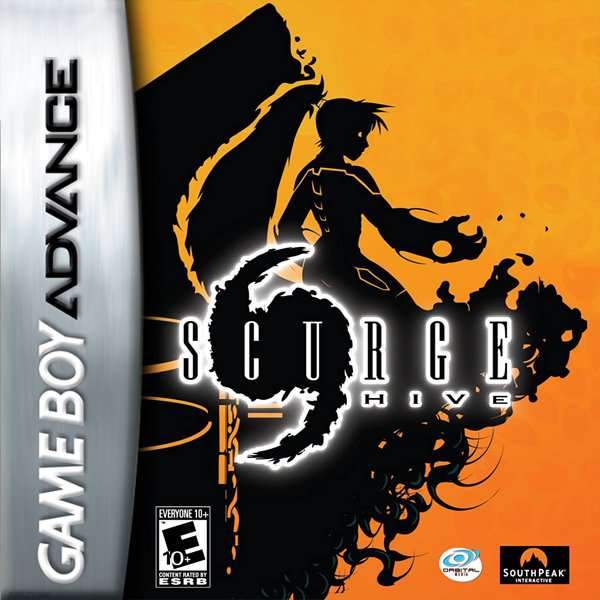 GAME BOY ADVANCE
SCURGE
HIVE
EVERYONE 10+
E
10+
CONTENT RATED BY
ESRB
ORBITAL
MEDIA
SOUTHPEAK
INTERACTIVE